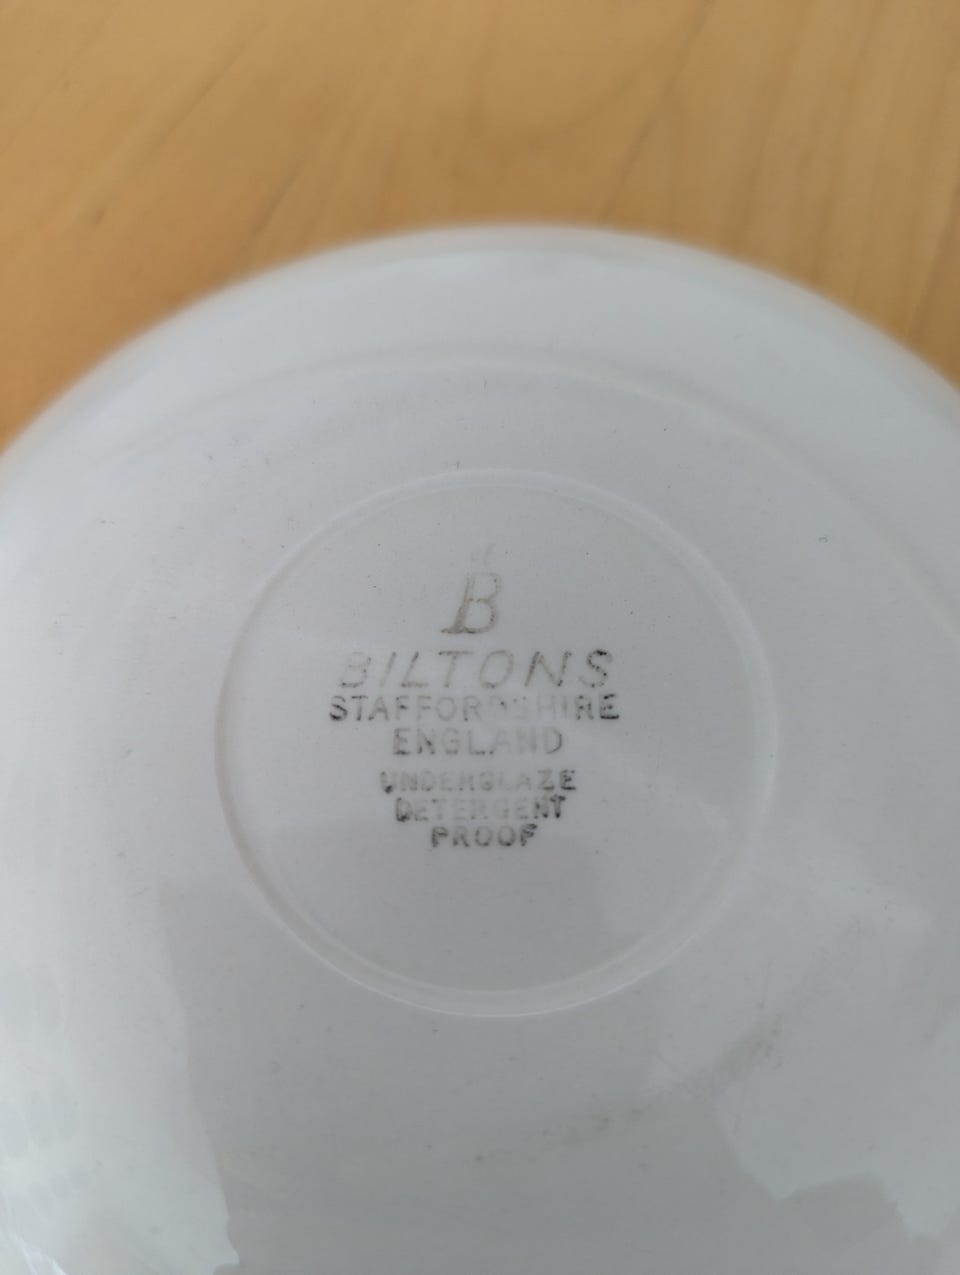 B
BILTONS
STAFFORDSHIRE
ENGLAND
UNDERGLAZE
DETERGENT
PROOF